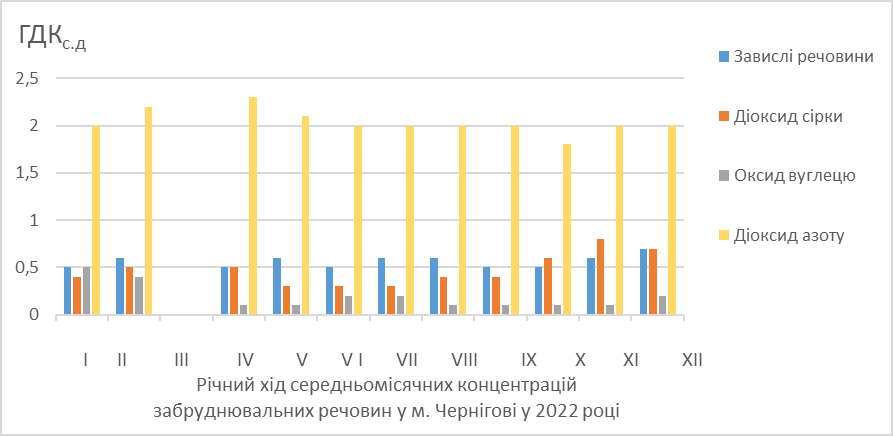 ГДКс.д
2,5
2
1,5
1
0,5
0
I II III IV V V I VII VIII IX X XI XII
Річний хід середньомісячних концентрацій
забруднювальних речовин у м. Чернігові у 2022 році
Завислі речовини
Діоксид сірки
Оксид вуглецю
Діоксид азоту